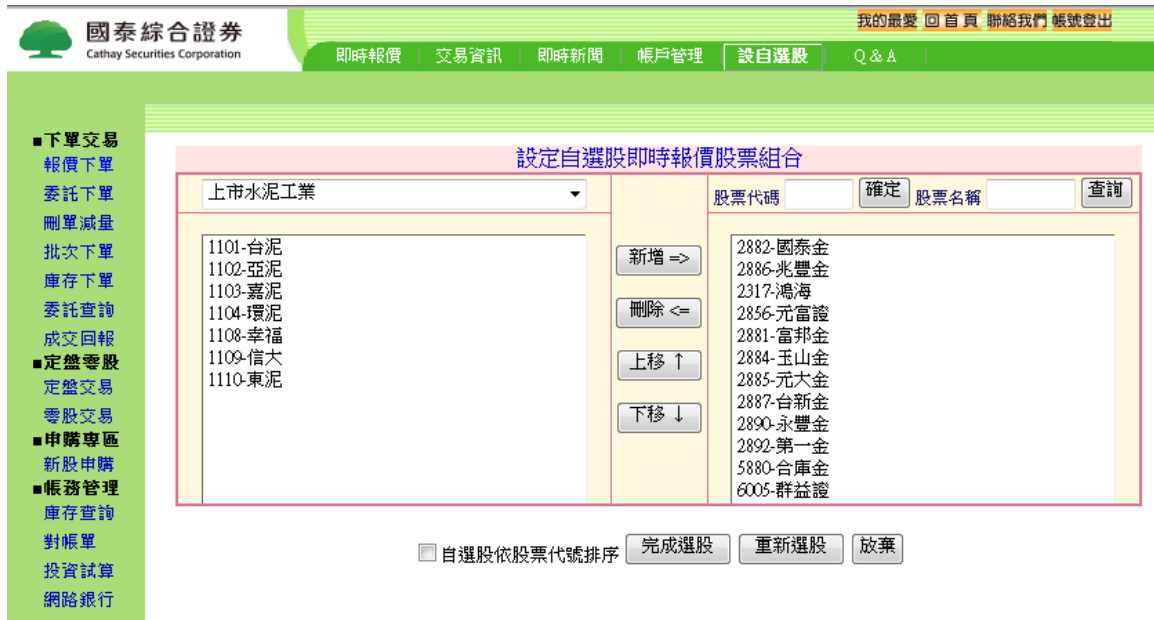 國泰綜合證券
Cathay Securities Corporation
我的最愛 回首頁 聯絡我們 帳號登出
即時報價 | 交易資訊 | 即時新聞 | 帳戶管理 | 設自選股 | Q & A |
■下單交易
報價下單
委託下單
刪單減量
批次下單
庫存下單
委託查詢
成交回報
■定盤零股
定盤交易
零股交易
■申購專區
新股申購
■帳務管理
庫存查詢
對帳單
投資試算
網路銀行
設定自選股即時報價股票組合
上市水泥工業
股票代碼 確定 股票名稱 查詢
1101-台泥
1102-亞泥
1103-嘉泥
1104-環泥
1108-幸福
1109-信大
1110-東泥
新增 =>
刪除 <=
上移 ↑
下移 ↓
2882-國泰金
2886-兆豐金
2317-鴻海
2856-元富證
2881-富邦金
2884-玉山金
2885-元大金
2887-台新金
2890-永豐金
2892-第一金
5880-合庫金
6005-群益證
自選股依股票代號排序 完成選股 重新選股 放棄